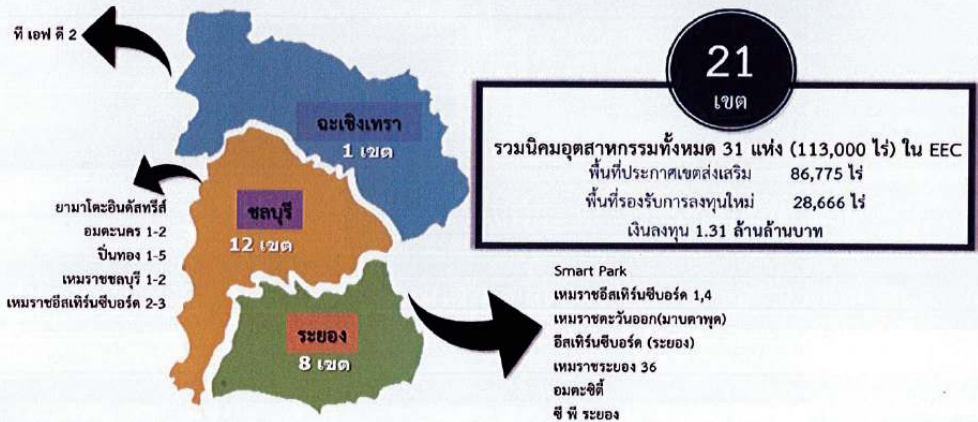 ที เอฟ ดี 2
ฉะเชิงเทรา
1 เขต
ยามาโตะอินดัสทรีส์
อมตะนคร 1-2
ปิ่นทอง 1-5
เหมราชชลบุรี 1-2
เหมราชอีสเทิร์นซีบอร์ด 2-3
ชลบุรี
12 เขต
ระยอง
8 เขต
21
เขต
รวมนิคมอุตสาหกรรมทั้งหมด 31 แห่ง (113,000 ไร่) ใน EEC
พื้นที่ประกาศเขตส่งเสริม 86,775 ไร่
พื้นที่รองรับการลงทุนใหม่ 28,666 ไร่
เงินลงทุน 1.31 ล้านล้านบาท
Smart Park
เหมราชอีสเทิร์นซีบอร์ด 1,4
เหมราชตะวันออก(มาบตาพุด)
อีสเทิร์นซีบอร์ด (ระยอง)
เหมราชระยอง 36
อมตะซิตี้
ซี พี ระยอง